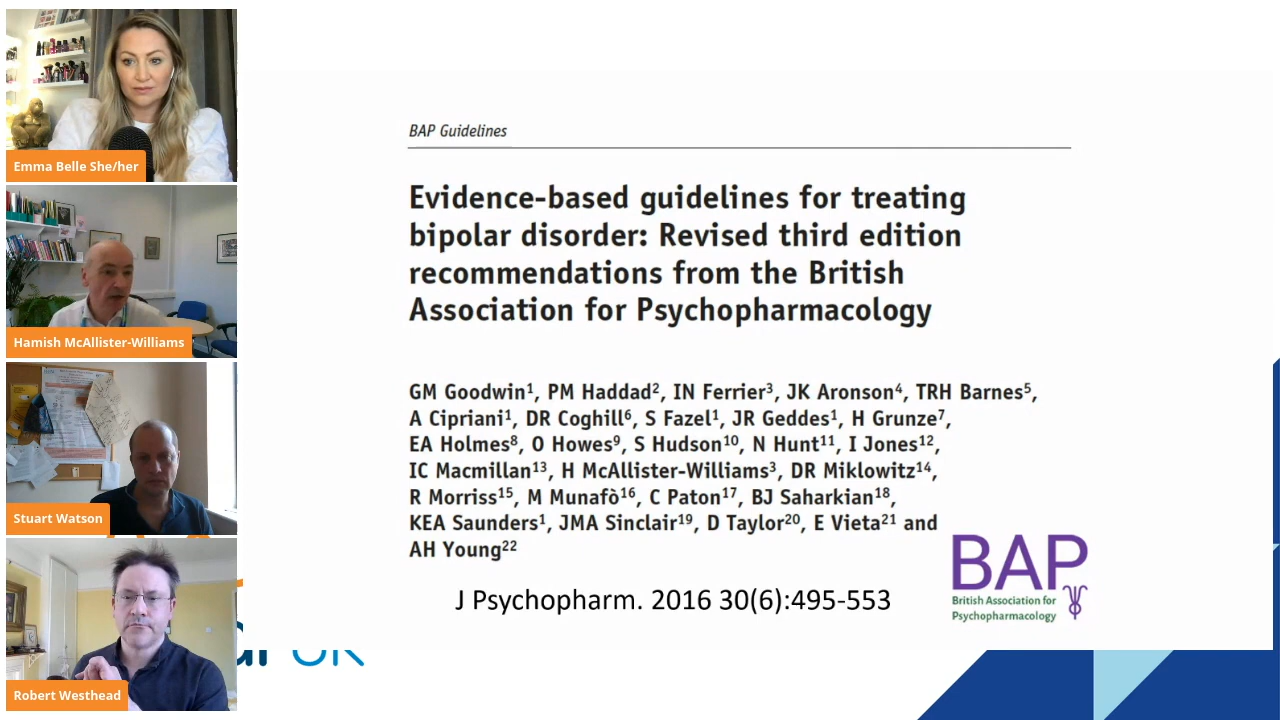 Emma Belle She/her
Hamish McAllister-Williams
Stuart Watson
Robert Westhead
BAP Guidelines
Evidence-based guidelines for treating
bipolar disorder: Revised third edition
recommendations from the British
Association for Psychopharmacology
GM Goodwin¹, PM Haddad², IN Ferrier³, JK Aronson⁴, TRH Barnes⁵,
A Cipriani¹, DR Coghill⁶, S Fazel¹, JR Geddes¹, H Grunze⁷,
EA Holmes⁸, O Howes⁹, S Hudson¹⁰, N Hunt¹¹, I Jones¹²,
IC Macmillan¹³, H McAllister-Williams³, DR Miklowitz¹⁴,
R Morriss¹⁵, M Munafò¹⁶, C Paton¹⁷, BJ Saharkian¹⁸,
KEA Saunders¹, JMA Sinclair¹⁹, D Taylor²⁰, E Vieta²¹ and
AH Young²²
J Psychopharm. 2016 30(6):495-553
BAP
British Association for
Psychopharmacology
UK